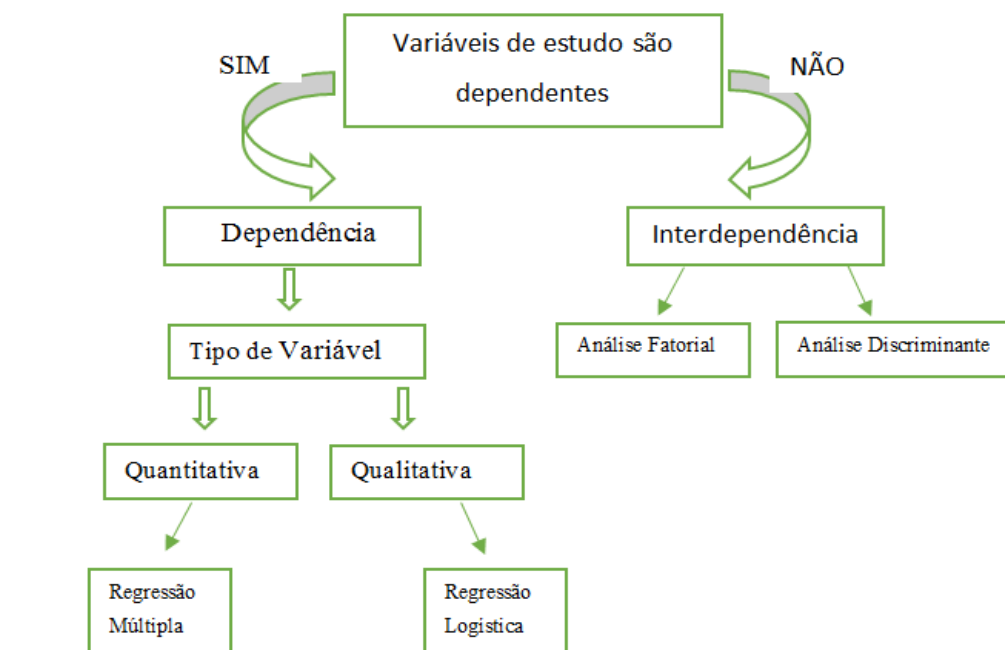 Variáveis de estudo são
dependentes
SIM
NÃO
Dependência
Interdependência
Tipo de Variável
Análise Fatorial
Análise Discriminante
Quantitativa
Qualitativa
Regressão
Múltipla
Regressão
Logistica